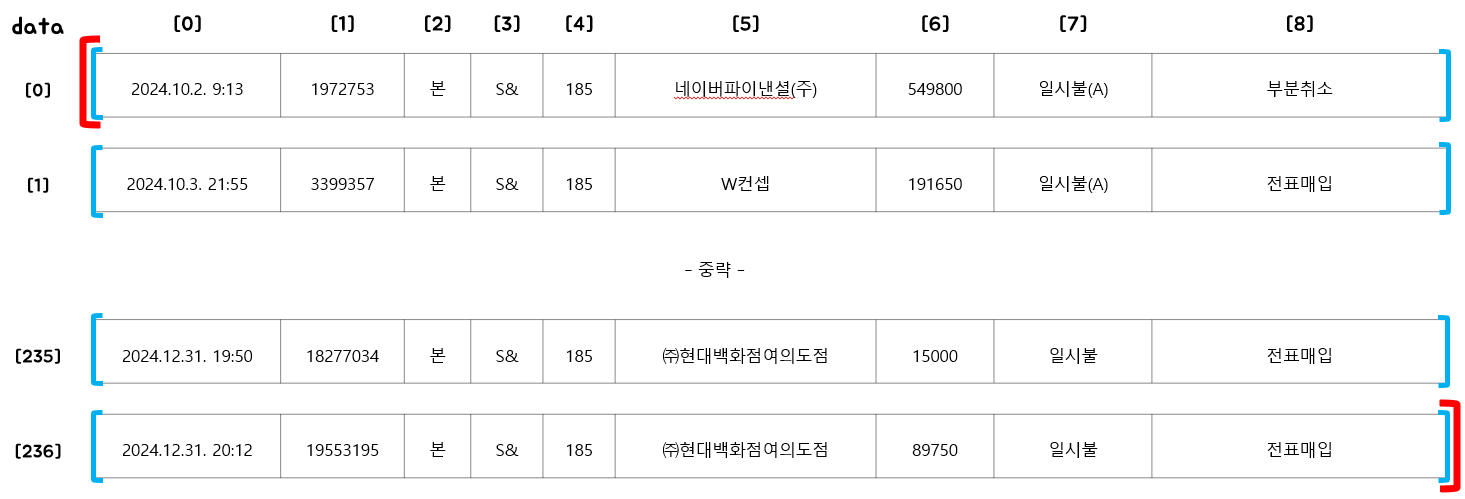 data [0] [1] [2] [3] [4] [5] [6] [7] [8]
[0] 2024.10.2. 9:13 1972753 본 S& 185 네이버파이낸셜(주) 549800 일시불(A) 부분취소
[1] 2024.10.3. 21:55 3399357 본 S& 185 W컨셉 191650 일시불(A) 전표매입
- 중략 -
[235] 2024.12.31. 19:50 18277034 본 S& 185 ㈜현대백화점여의도점 15000 일시불 전표매입
[236] 2024.12.31. 20:12 19553195 본 S& 185 ㈜현대백화점여의도점 89750 일시불 전표매입